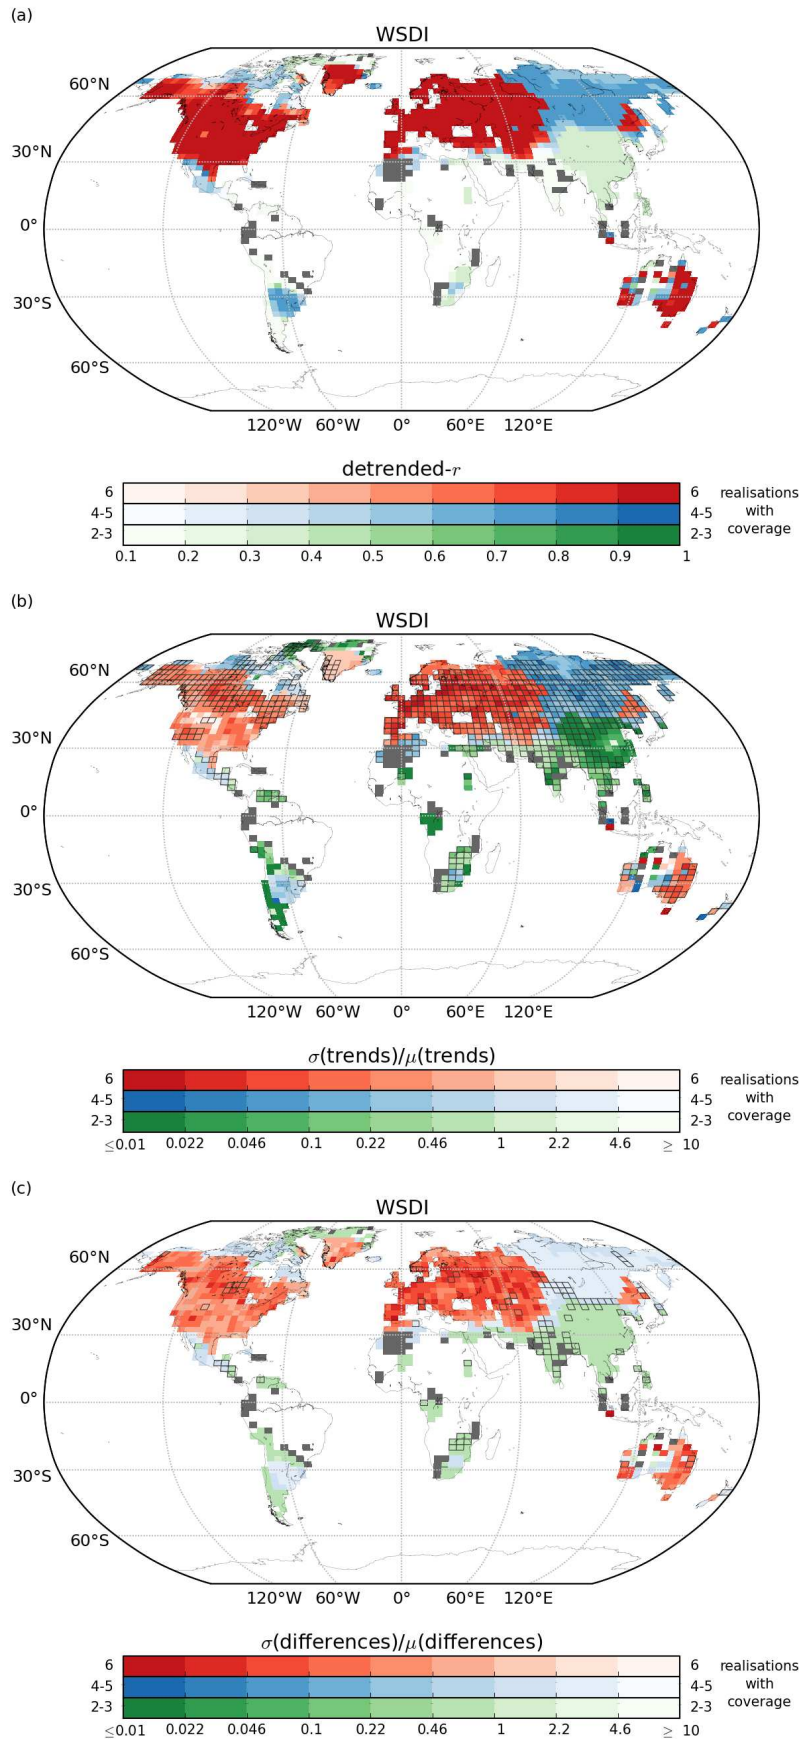 (a)
WSDI
60°N
30°N
0°
30°S
60°S
120°W 60°W 0° 60°E 120°E
detrended-r
6 6 realisations
4-5 4-5 with
2-3 2-3 coverage
0.1 0.2 0.3 0.4 0.5 0.6 0.7 0.8 0.9 1
(b)
WSDI
60°N
30°N
0°
30°S
60°S
120°W 60°W 0° 60°E 120°E
σ(trends)/μ(trends)
6 6 realisations
4-5 4-5 with
2-3 2-3 coverage
≤0.01 0.022 0.046 0.1 0.22 0.46 1 2.2 4.6 ≥ 10
(c)
WSDI
60°N
30°N
0°
30°S
60°S
120°W 60°W 0° 60°E 120°E
σ(differences)/μ(differences)
6 6 realisations
4-5 4-5 with
2-3 2-3 coverage
≤0.01 0.022 0.046 0.1 0.22 0.46 1 2.2 4.6 ≥ 10